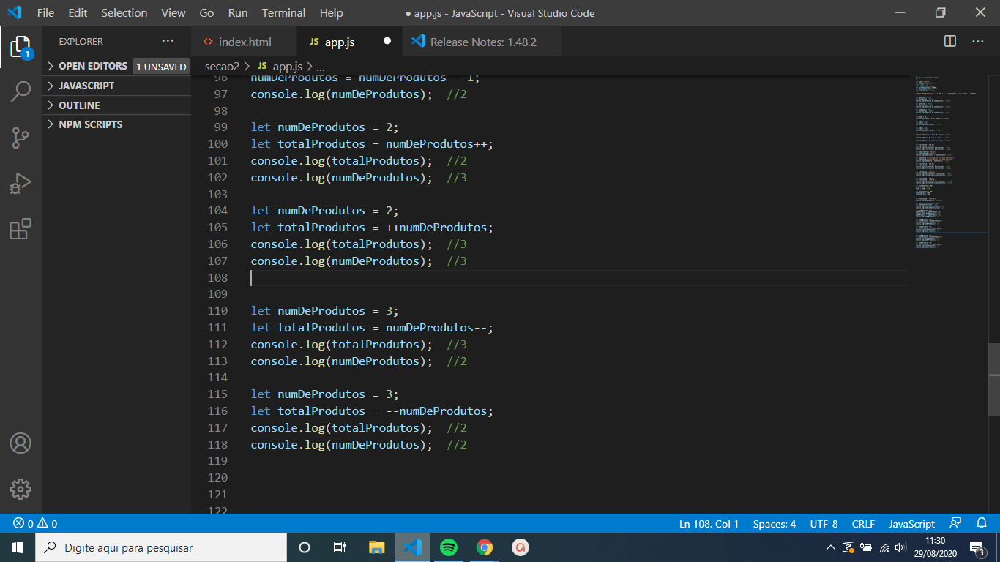 File Edit Selection View Go Run Terminal Help ● app.js - JavaScript - Visual Studio Code
EXPLORER ··· <> index.html JS app.js ● Release Notes: 1.48.2 ···
1
OPEN EDITORS 1 UNSAVED
JAVASCRIPT
OUTLINE
NPM SCRIPTS
secao2 > JS app.js > ...
96 numDeProdutos = numDeProdutos - 1;
97 console.log(numDeProdutos);  //2
98
99 let numDeProdutos = 2;
100 let totalProdutos = numDeProdutos++;
101 console.log(totalProdutos);  //2
102 console.log(numDeProdutos);  //3
103
104 let numDeProdutos = 2;
105 let totalProdutos = ++numDeProdutos;
106 console.log(totalProdutos);  //3
107 console.log(numDeProdutos);  //3
108
109
110 let numDeProdutos = 3;
111 let totalProdutos = numDeProdutos--;
112 console.log(totalProdutos);  //3
113 console.log(numDeProdutos);  //2
114
115 let numDeProdutos = 3;
116 let totalProdutos = --numDeProdutos;
117 console.log(totalProdutos);  //2
118 console.log(numDeProdutos);  //2
119
120
121
122
0 0 Ln 108, Col 1 Spaces: 4 UTF-8 CRLF JavaScript
Digite aqui para pesquisar
11:30
29/08/2020
3